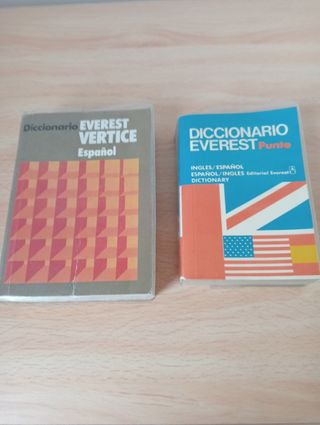 Diccionario EVEREST
VERTICE
Español
DICCIONARIO
EVEREST Punto
INGLES/ESPAÑOL
ESPAÑOL/INGLES Editorial Everest
DICTIONARY